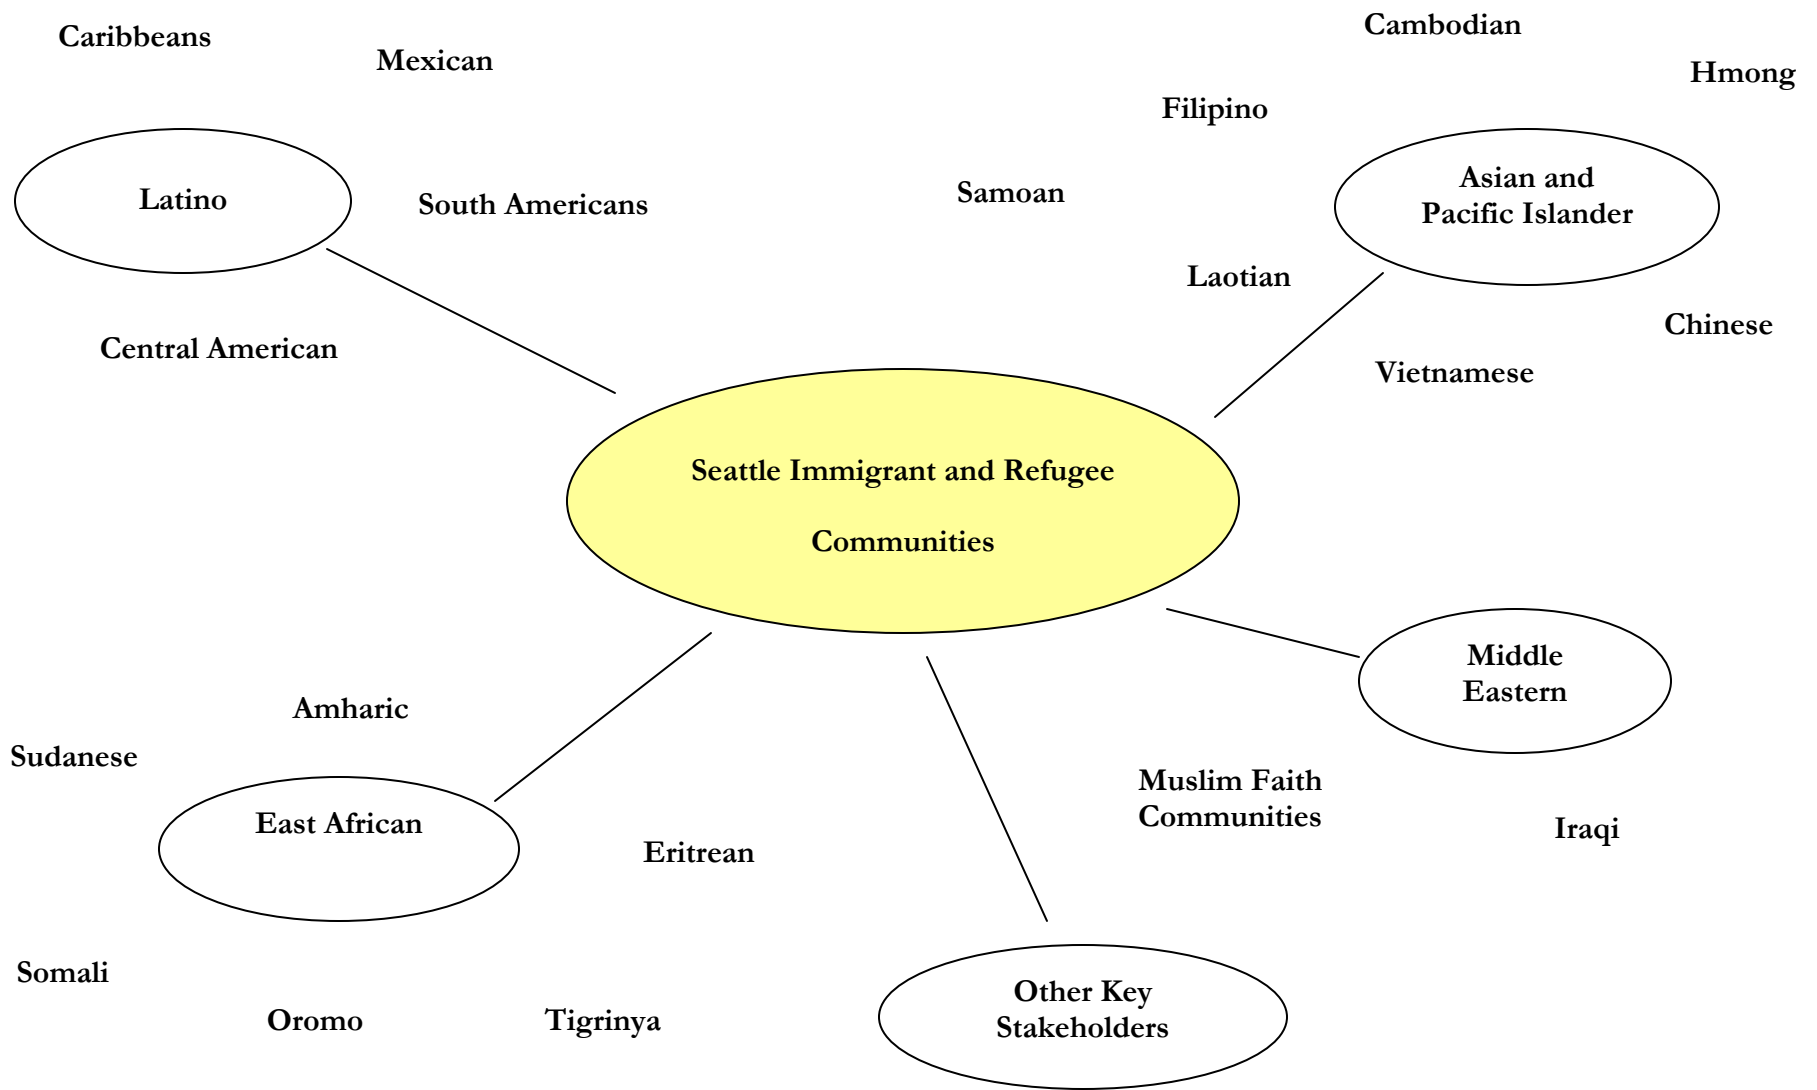 Caribbeans
Mexican
Cambodian
Hmong
Filipino
Latino
South Americans
Samoan
Asian and
Pacific Islander
Laotian
Chinese
Central American
Vietnamese
Seattle Immigrant and Refugee
Communities
Middle
Eastern
Amharic
Sudanese
East African
Eritrean
Muslim Faith
Communities
Iraqi
Somali
Oromo
Tigrinya
Other Key
Stakeholders